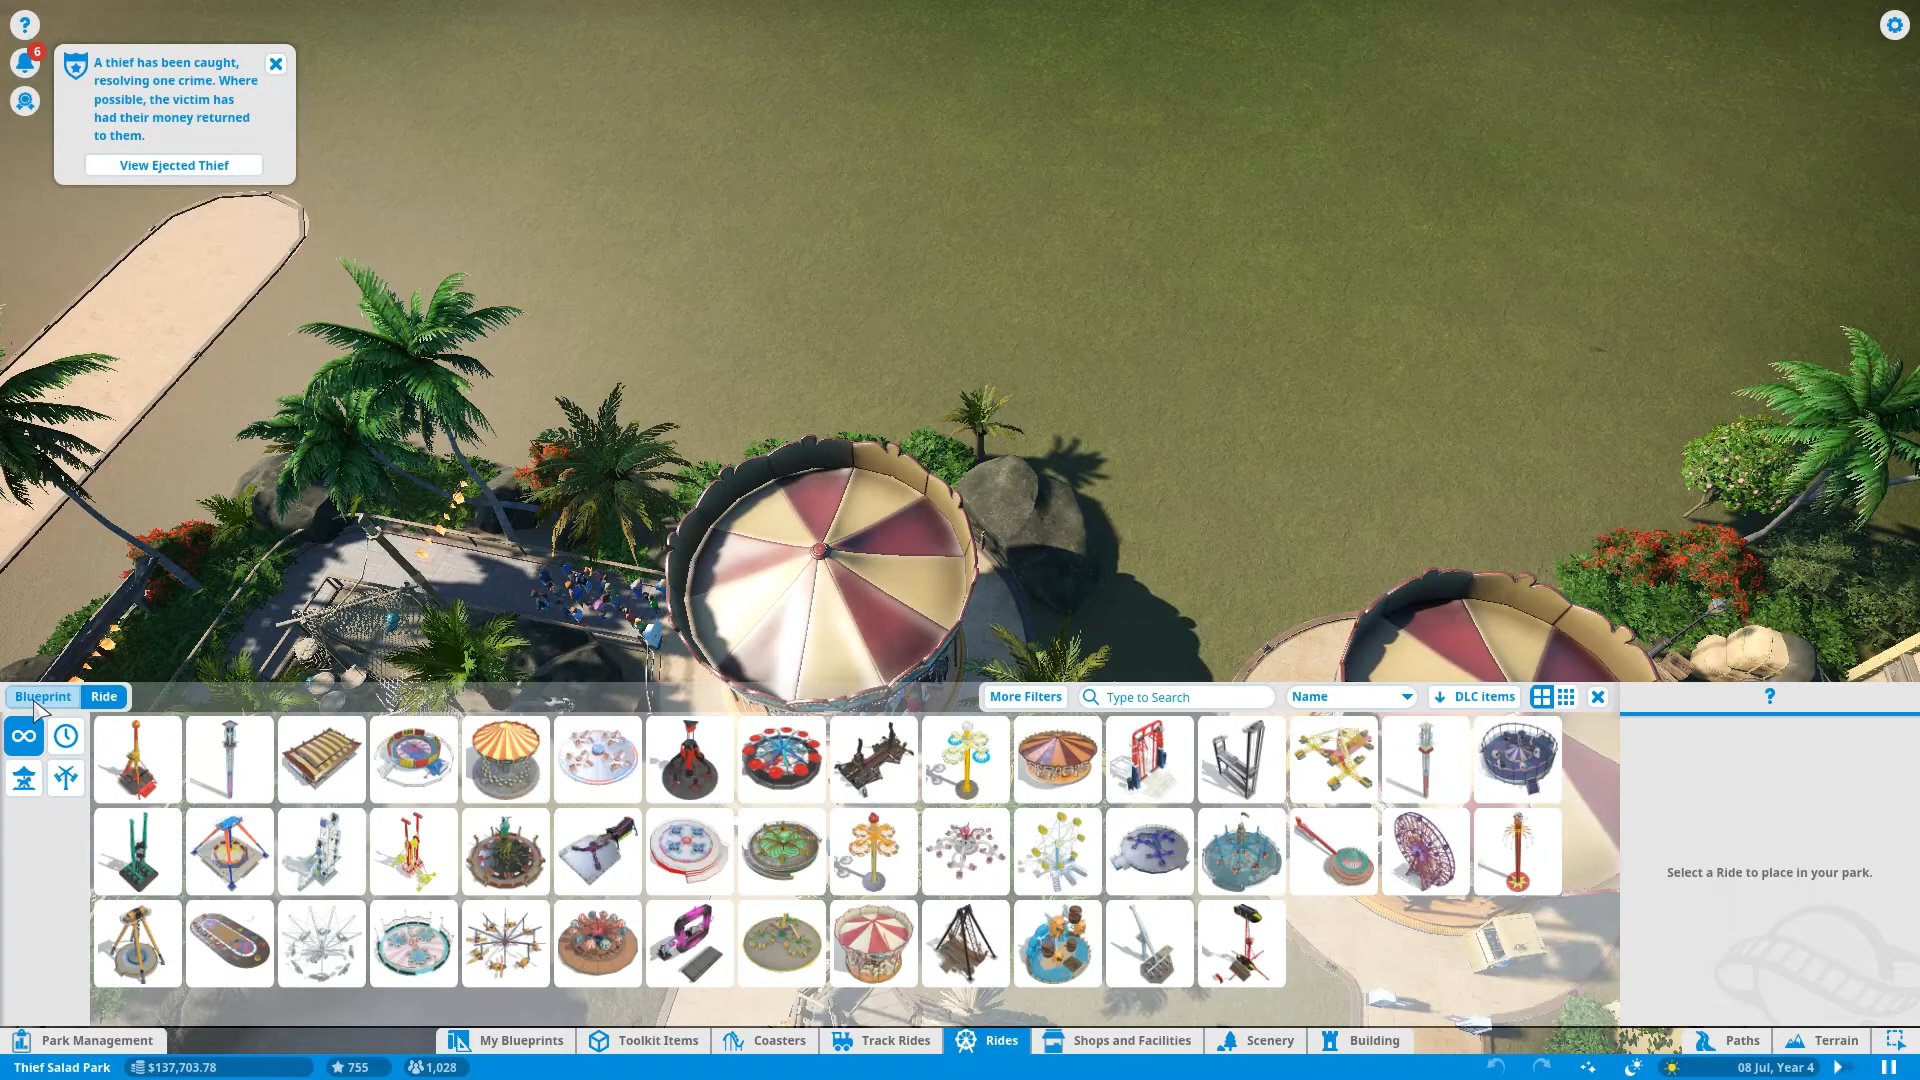 ?
6
A thief has been caught,
resolving one crime. Where
possible, the victim has
had their money returned
to them.
View Ejected Thief
Blueprint
Ride
More Filters
Type to Search
Name
DLC items
?
Select a Ride to place in your park.
Park Management
My Blueprints
Toolkit Items
Coasters
Track Rides
Rides
Shops and Facilities
Scenery
Building
Paths
Terrain
Thief Salad Park
$137,703.78
755
1,028
08 Jul, Year 4